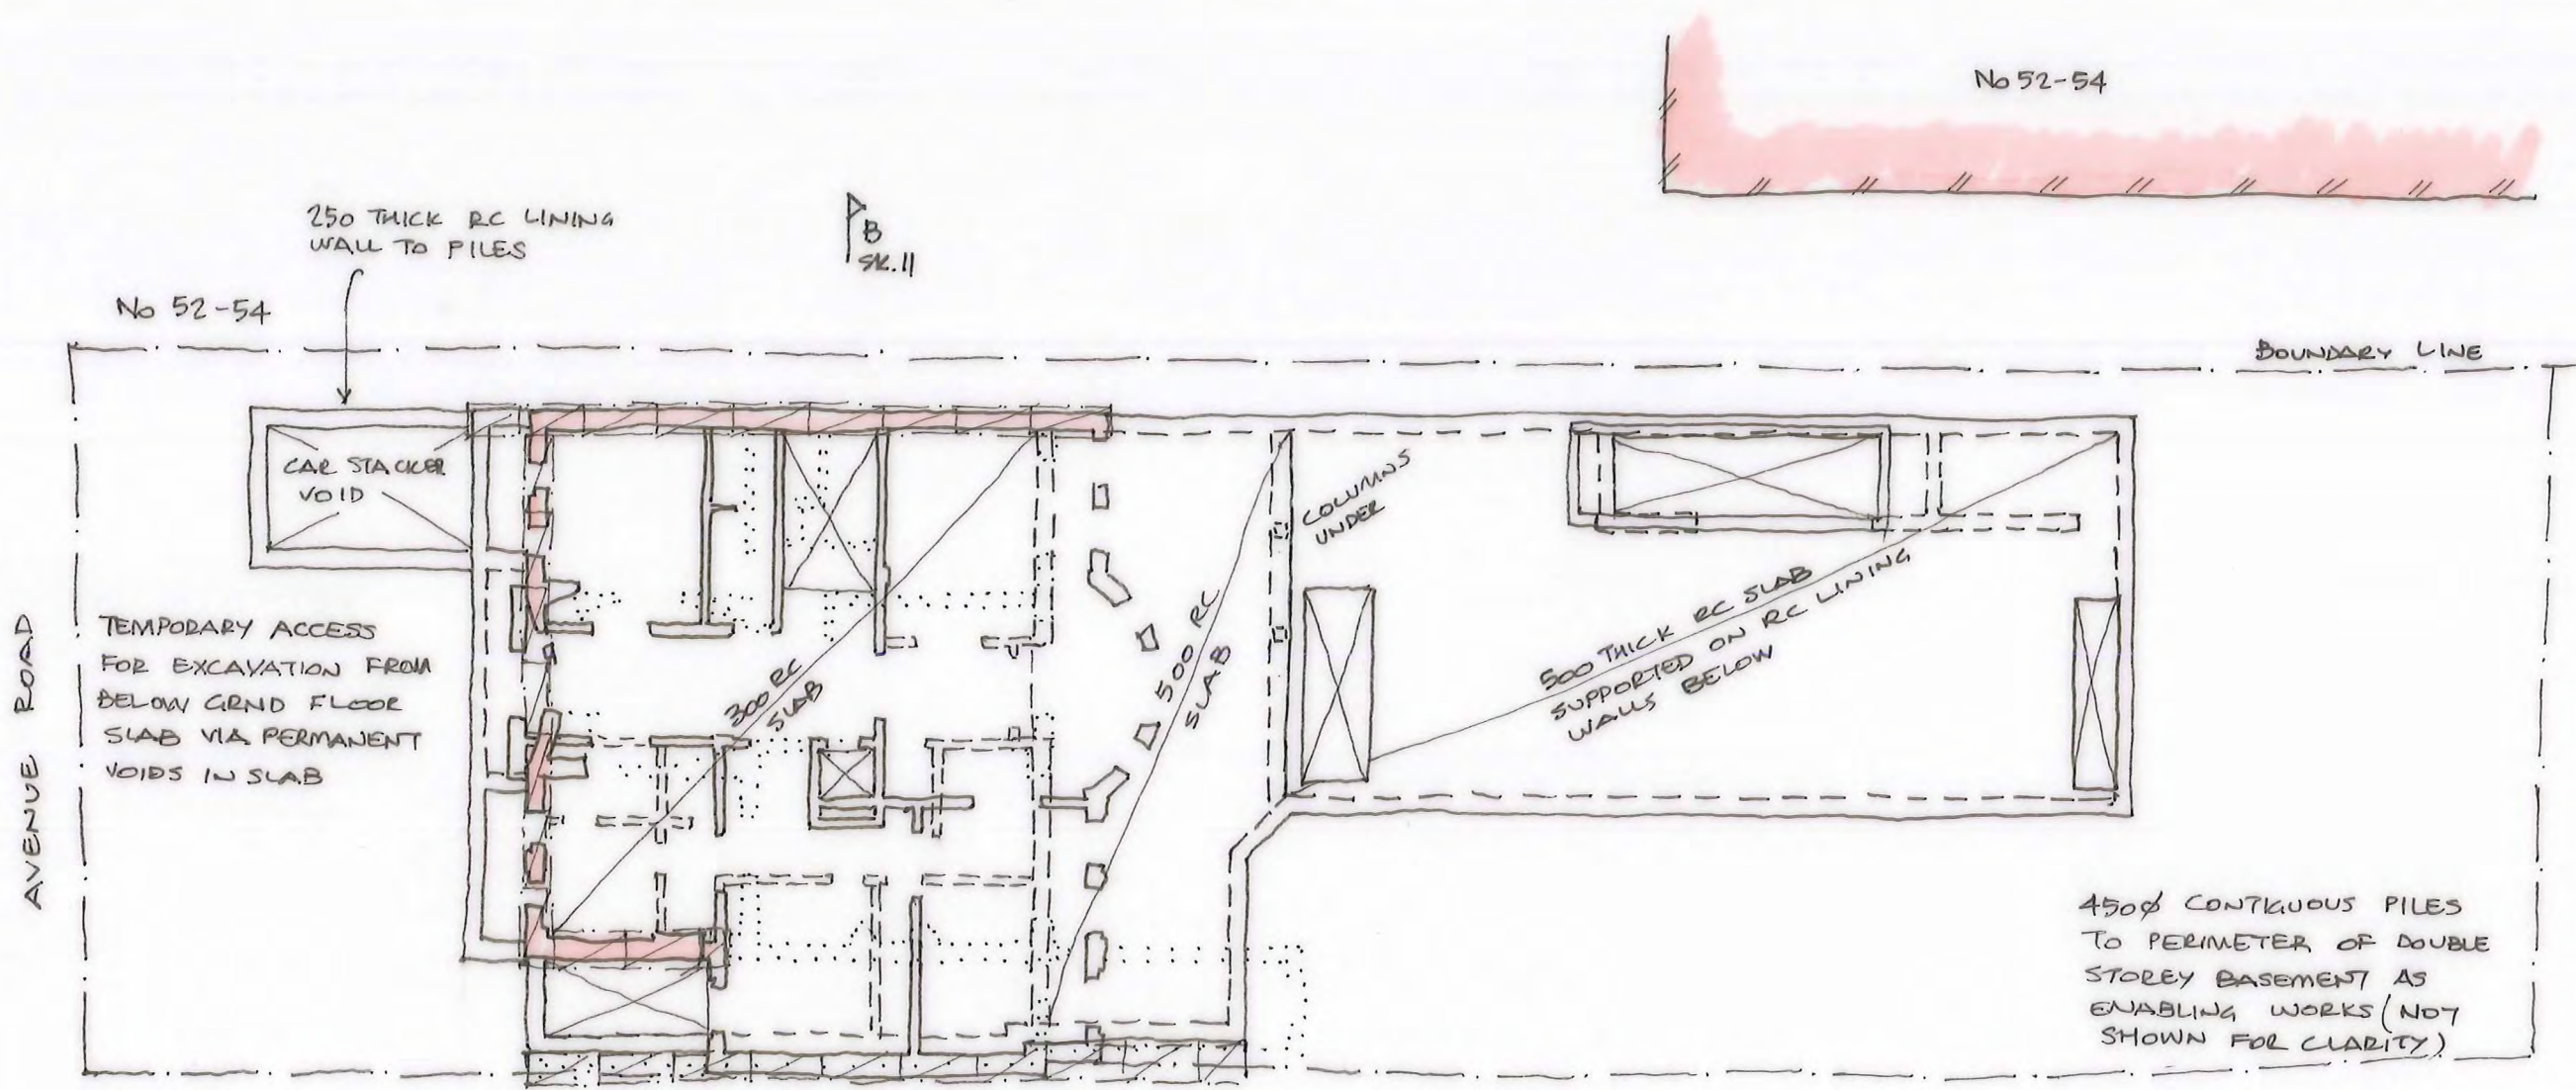 No 52-54
250 THICK RC LINING
WALL TO PILES
B
SK.11
No 52-54
BOUNDARY LINE
CAR STACKER
VOID
COLUMNS
UNDER
AVENUE ROAD
TEMPORARY ACCESS
FOR EXCAVATION FROM
BELOW GRND FLOOR
SLAB VIA PERMANENT
VOIDS IN SLAB
300 RC
SLAB
500 RC
SLAB
500 THICK RC SLAB
SUPPORTED ON RC LINING
WALLS BELOW
450φ CONTIGUOUS PILES
TO PERIMETER OF DOUBLE
STOREY BASEMENT AS
ENABLING WORKS (NOT
SHOWN FOR CLARITY)